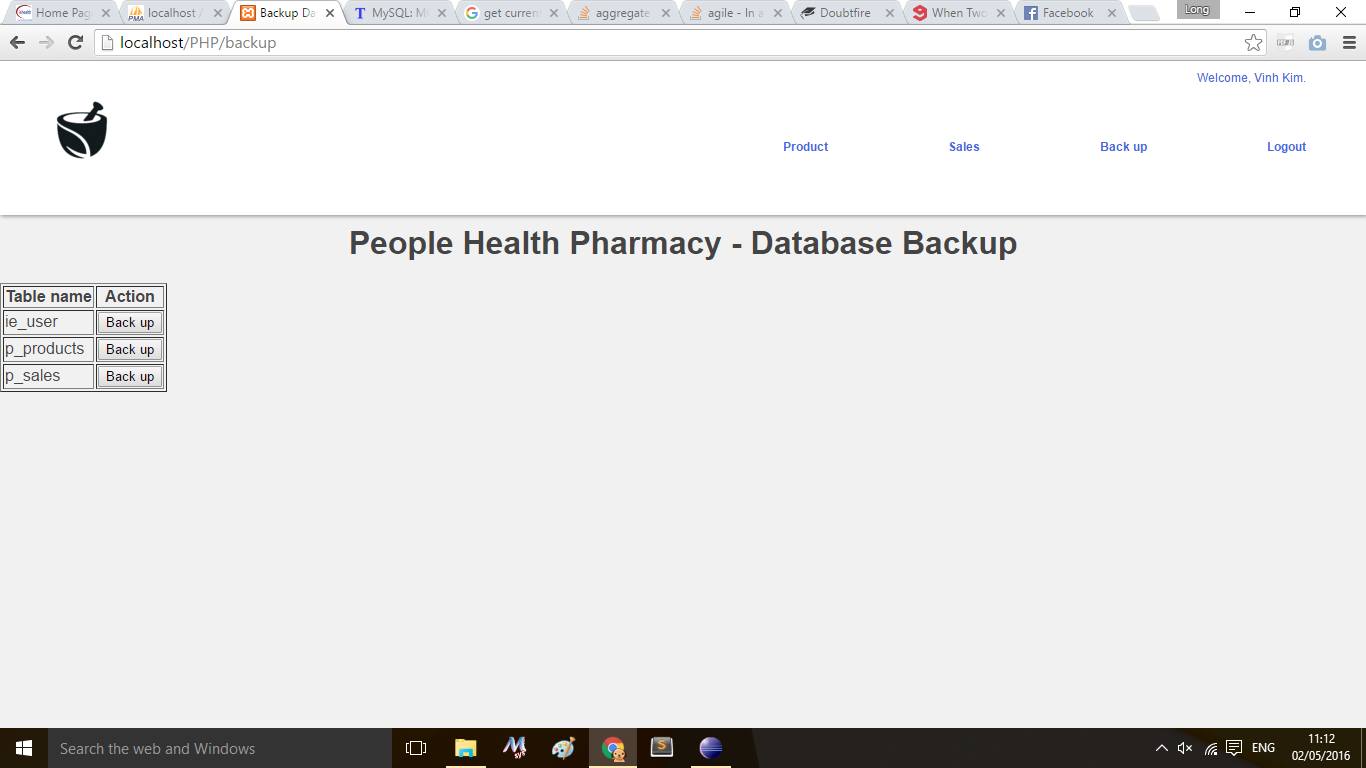 Home Pag localhost / Backup Da MySQL: M get curren aggregate agile - In a Doubtfire When Two Facebook Long
localhost/PHP/backup
Welcome, Vinh Kim.
Product Sales Back up Logout
People Health Pharmacy - Database Backup
Table name Action
ie_user Back up
p_products Back up
p_sales Back up
Search the web and Windows ENG 11:12
02/05/2016